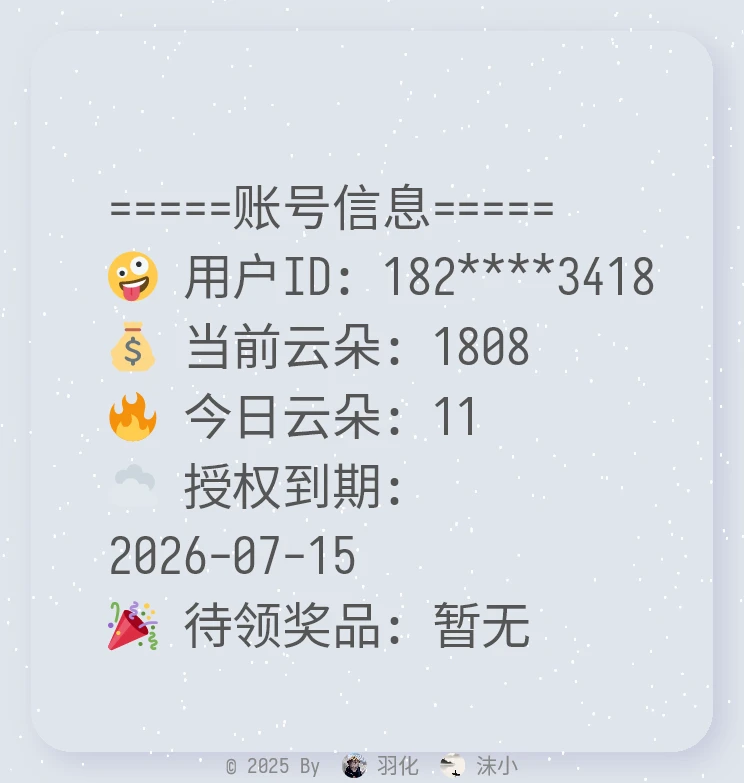 =====账号信息=====
🤪 用户ID: 182****3418
💰 当前云朵: 1808
🔥 今日云朵: 11
☁️ 授权到期:
2026-07-15
🎉 待领奖品: 暂无
© 2025 By 羽化 沫小